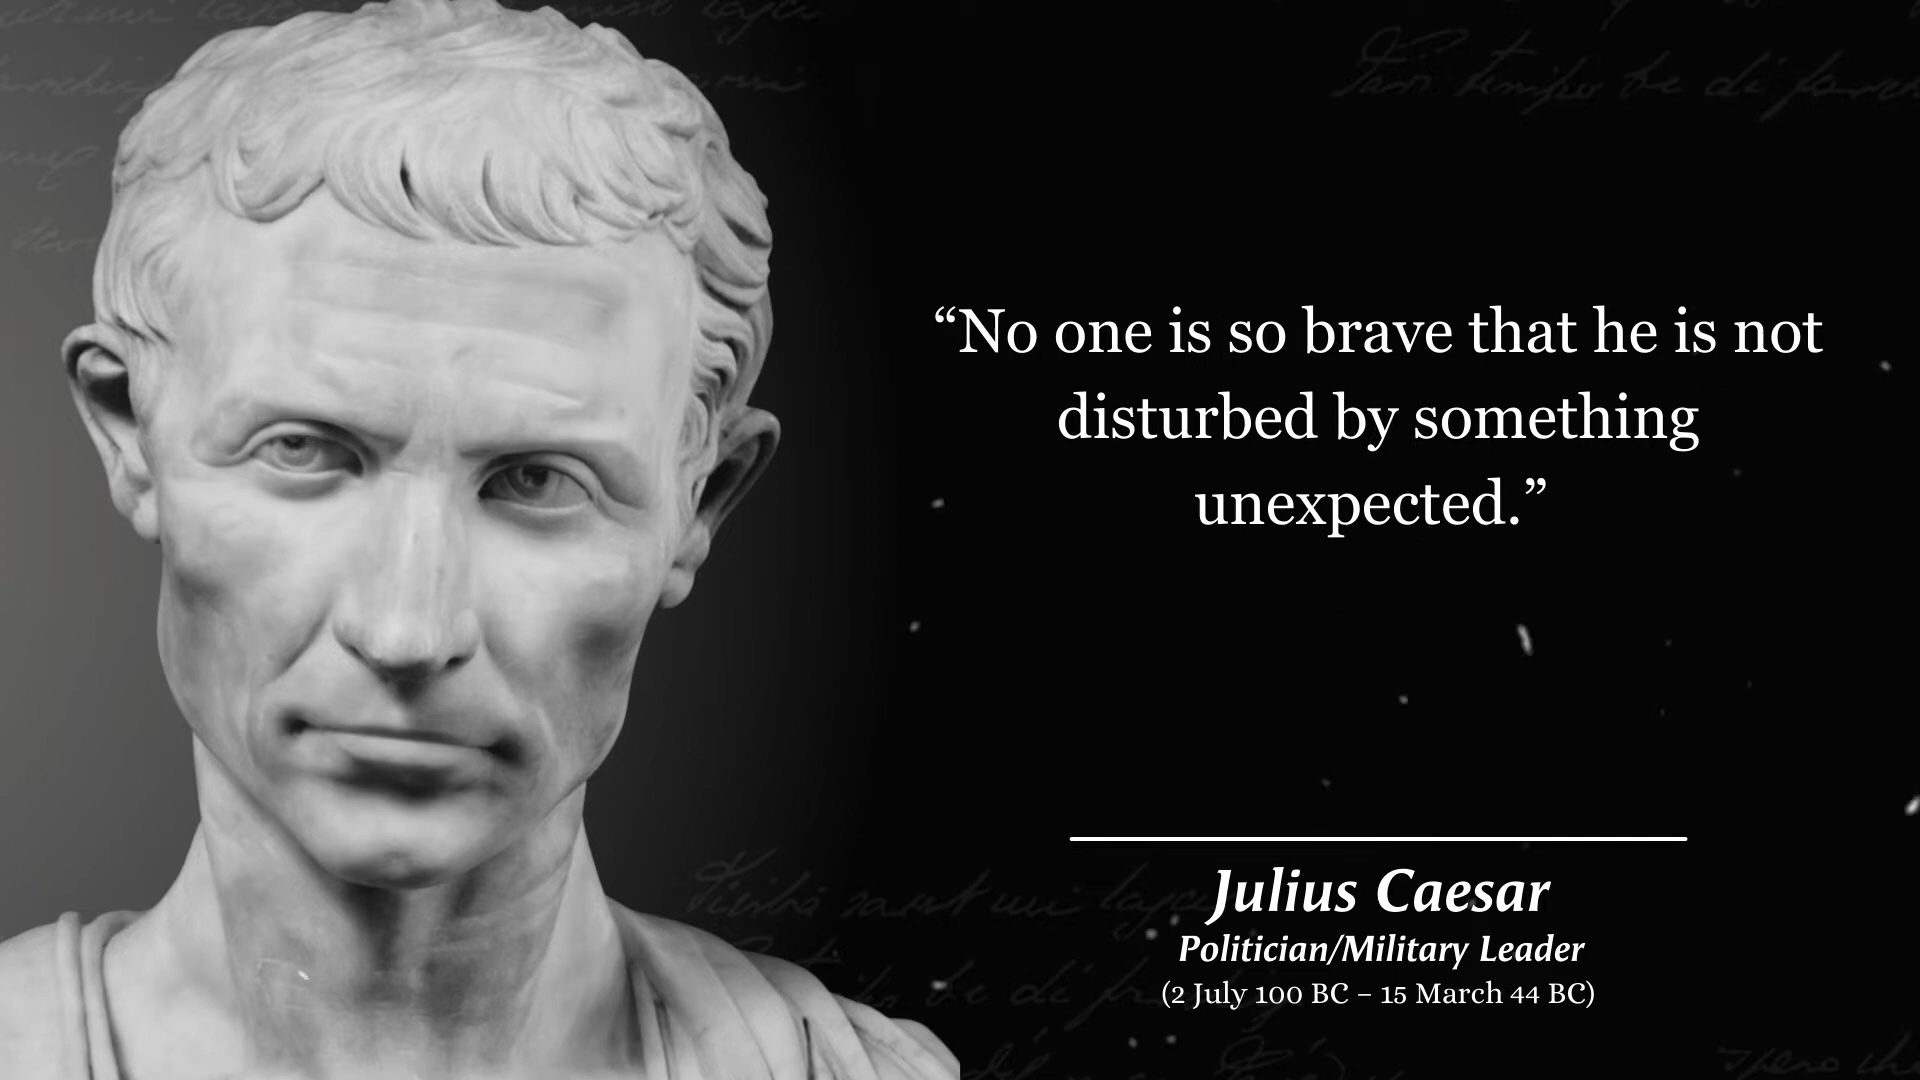 “No one is so brave that he is not
disturbed by something
unexpected.”
Julius Caesar
Politician/Military Leader
(2 July 100 BC – 15 March 44 BC)